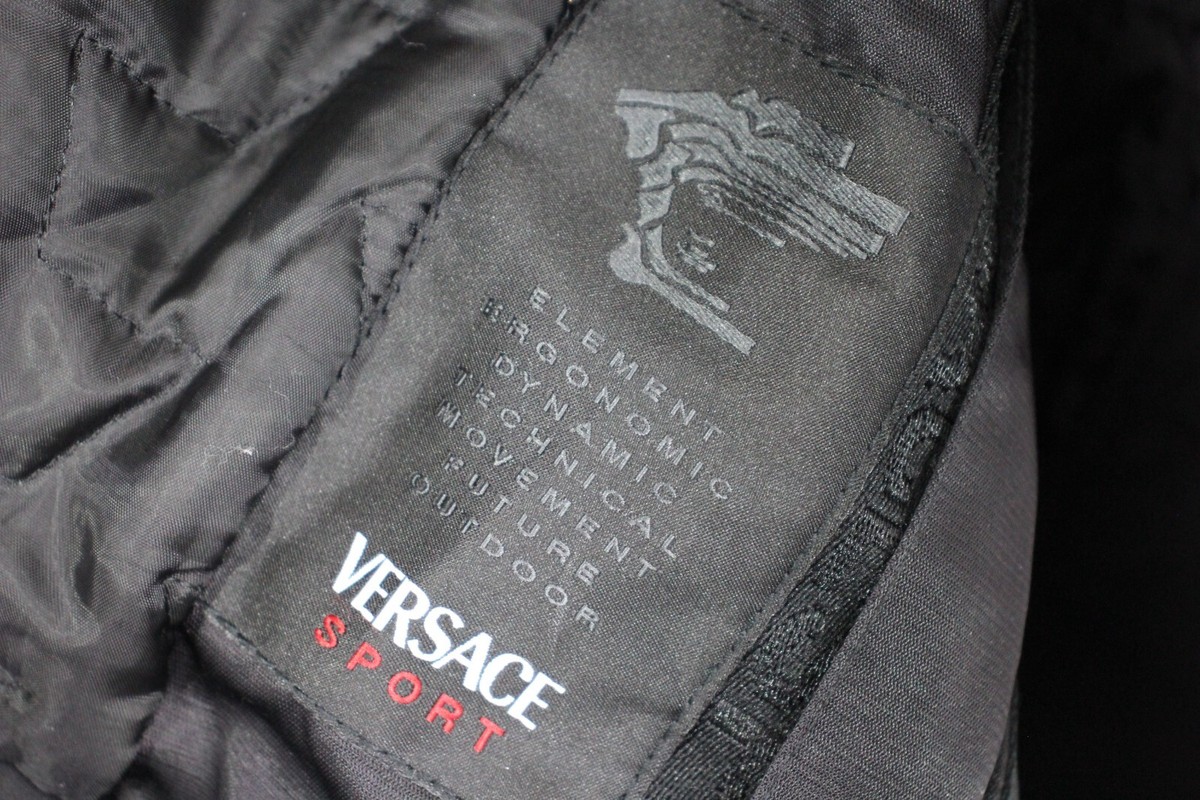 ELEMENT
ERGONOMIC
DYNAMIC
TECHNICAL
MOVEMENT
FUTURE
OUTDOOR
VERSACE
SPORT